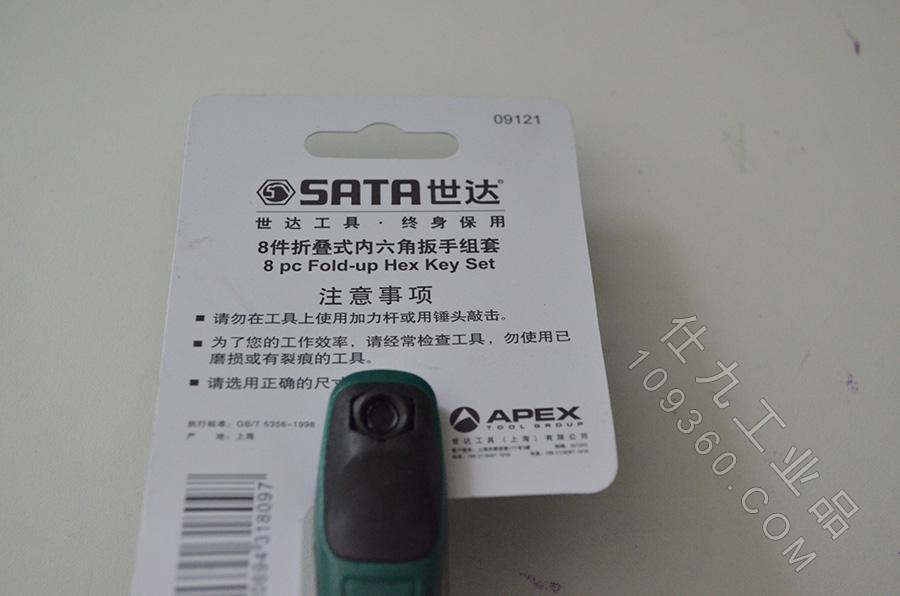 09121
SATA世达®
世达工具·终身保用
8件折叠式内六角扳手组套
8 pc Fold-up Hex Key Set
注意事项
■ 请勿在工具上使用加力杆或用锤头敲击。
■ 为了您的工作效率，请经常检查工具，勿使用已
磨损或有裂痕的工具。
■ 请选用正确的尺寸
执行标准：GB/T 5356-1998
产 地：上海
APEX
TOOL GROUP
世达工具（上海）有限公司
0694 318097
仕九工业品
109360.COM